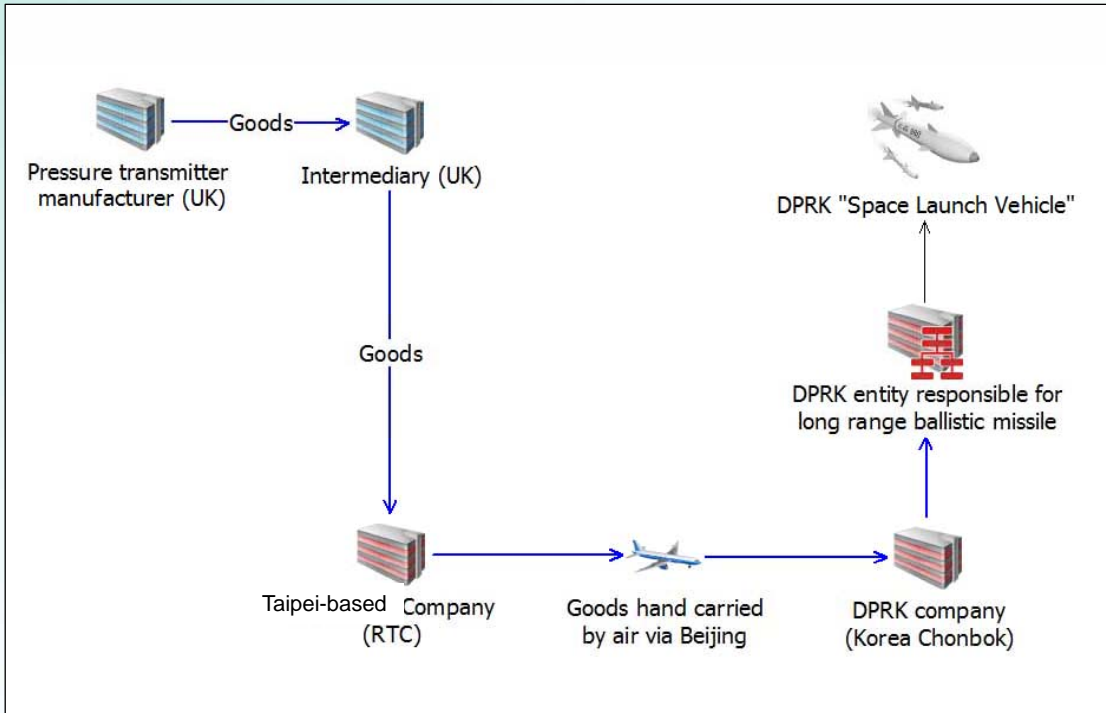 Goods
Pressure transmitter
manufacturer (UK)
Intermediary (UK)
DPRK "Space Launch Vehicle"
Goods
DPRK entity responsible for
long range ballistic missile
Taipei-based Company
(RTC)
Goods hand carried
by air via Beijing
DPRK company
(Korea Chonbok)